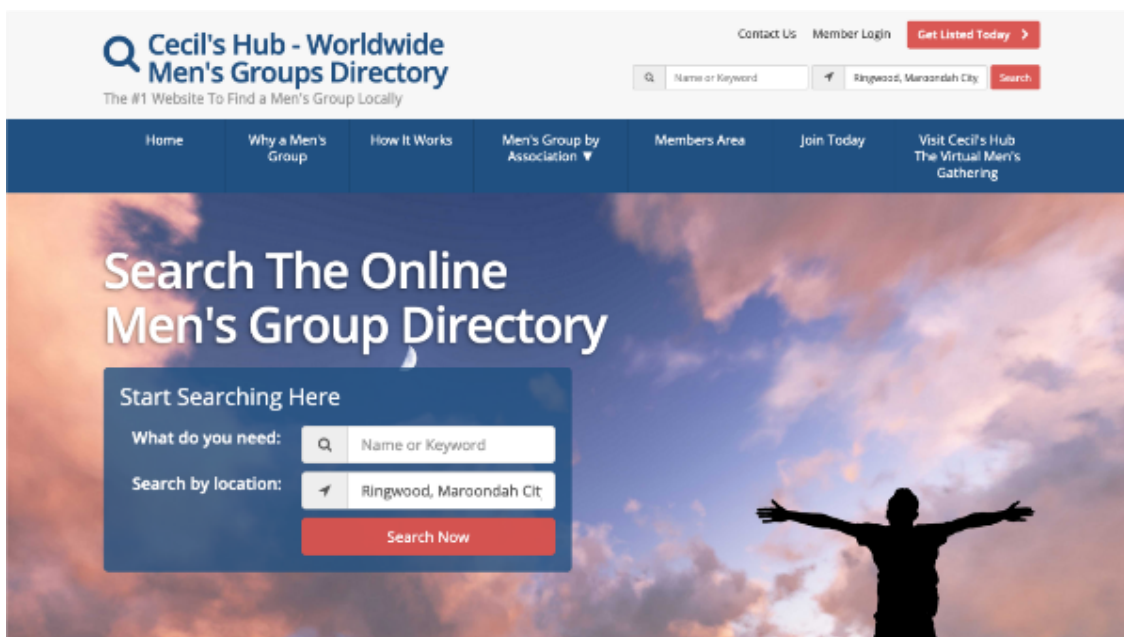 Cecil's Hub - Worldwide
Men's Groups Directory
The #1 Website To Find a Men's Group Locally
Contact Us Member Login Get Listed Today
Name or Keyword Ringwood, Maroondah City, Search
Home
Why a Men's
Group
How It Works
Men's Group by
Association ▼
Members Area
Join Today
Visit Cecil's Hub
The Virtual Men's
Gathering
Search The Online
Men's Group Directory
Start Searching Here
What do you need: Name or Keyword
Search by location: Ringwood, Maroondah Cit
Search Now